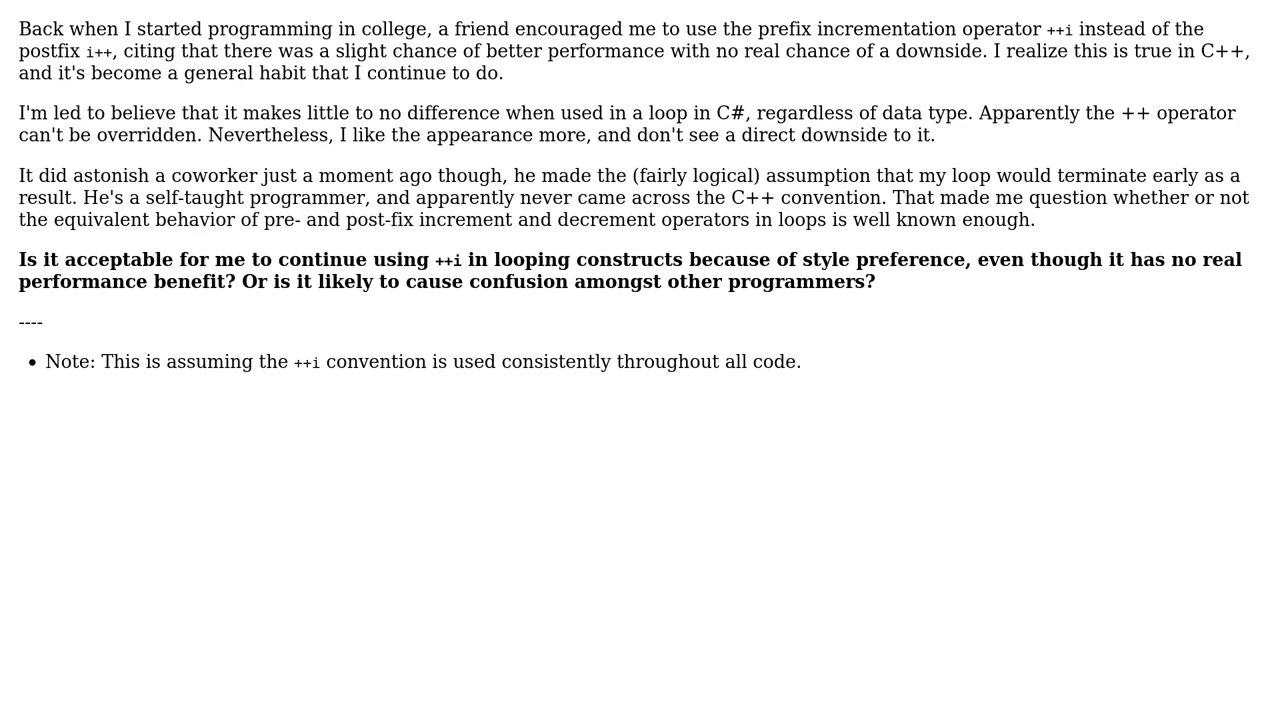 Back when I started programming in college, a friend encouraged me to use the prefix incrementation operator ++i instead of the
postfix i++, citing that there was a slight chance of better performance with no real chance of a downside. I realize this is true in C++,
and it's become a general habit that I continue to do.
I'm led to believe that it makes little to no difference when used in a loop in C#, regardless of data type. Apparently the ++ operator
can't be overridden. Nevertheless, I like the appearance more, and don't see a direct downside to it.
It did astonish a coworker just a moment ago though, he made the (fairly logical) assumption that my loop would terminate early as a
result. He's a self-taught programmer, and apparently never came across the C++ convention. That made me question whether or not
the equivalent behavior of pre- and post-fix increment and decrement operators in loops is well known enough.
Is it acceptable for me to continue using ++i in looping constructs because of style preference, even though it has no real
performance benefit? Or is it likely to cause confusion amongst other programmers?
----
• Note: This is assuming the ++i convention is used consistently throughout all code.